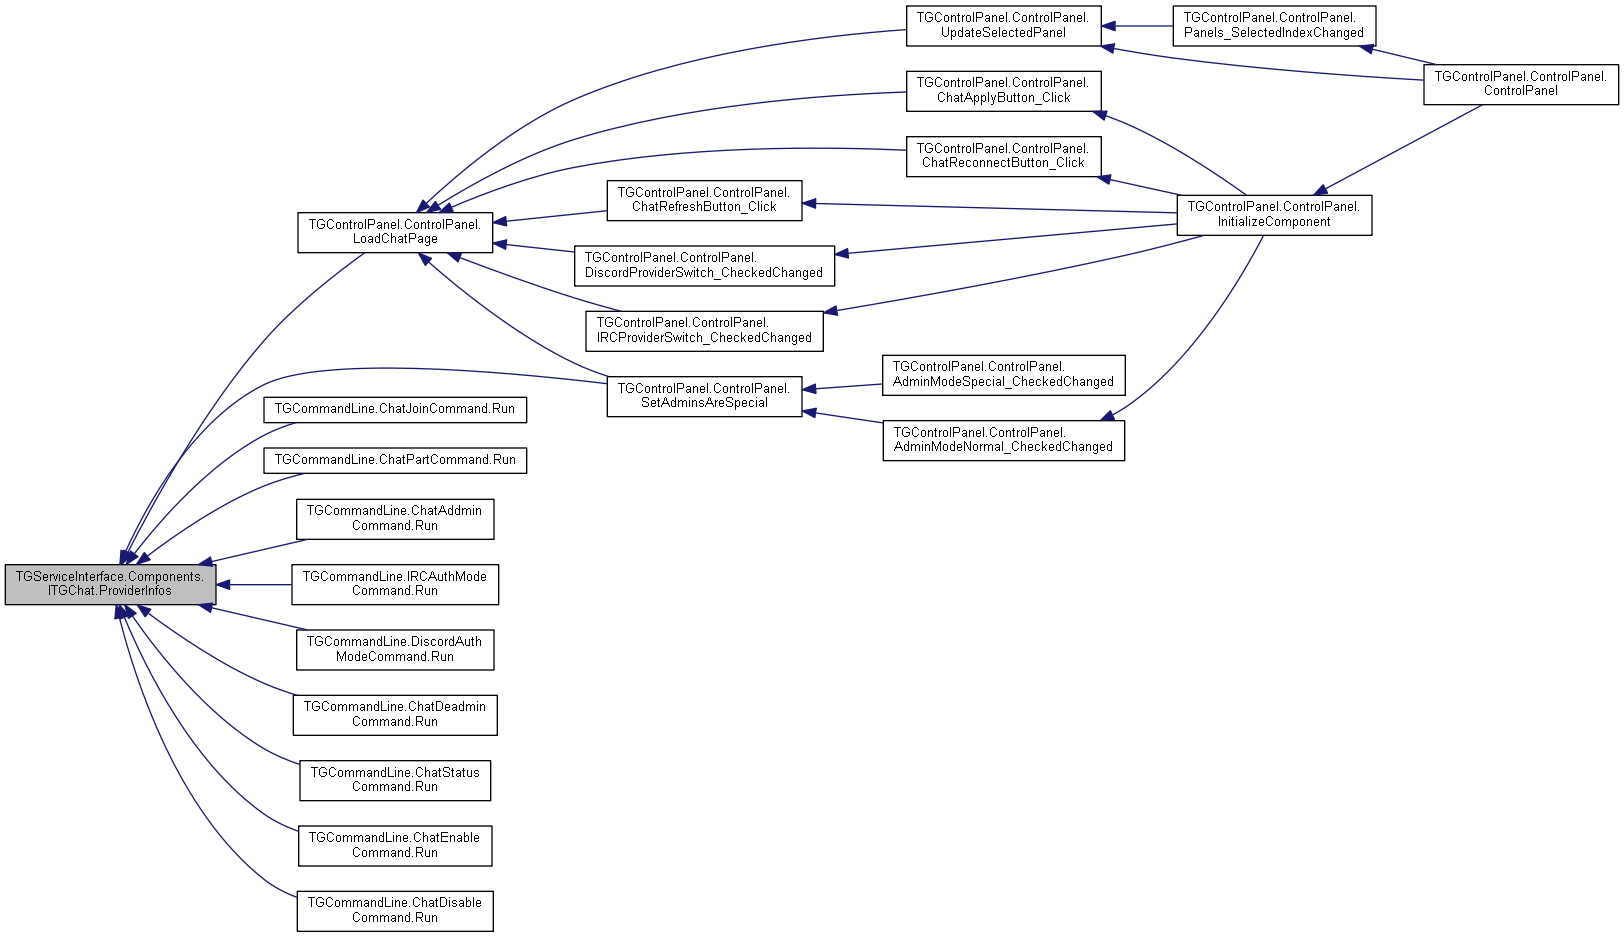 TGControlPanel.ControlPanel.
UpdateSelectedPanel
TGControlPanel.ControlPanel.
Panels_SelectedIndexChanged
TGControlPanel.ControlPanel.
ControlPanel
TGControlPanel.ControlPanel.
ChatApplyButton_Click
TGControlPanel.ControlPanel.
ChatReconnectButton_Click
TGControlPanel.ControlPanel.
ChatRefreshButton_Click
TGControlPanel.ControlPanel.
InitializeComponent
TGControlPanel.ControlPanel.
LoadChatPage
TGControlPanel.ControlPanel.
DiscordProviderSwitch_CheckedChanged
TGControlPanel.ControlPanel.
IRCProviderSwitch_CheckedChanged
TGControlPanel.ControlPanel.
AdminModeSpecial_CheckedChanged
TGControlPanel.ControlPanel.
SetAdminsAreSpecial
TGControlPanel.ControlPanel.
AdminModeNormal_CheckedChanged
TGCommandLine.ChatJoinCommand.Run
TGCommandLine.ChatPartCommand.Run
TGCommandLine.ChatAddmin
Command.Run
TGServiceInterface.Components.
ITGChat.ProviderInfos
TGCommandLine.IRCAuthMode
Command.Run
TGCommandLine.DiscordAuth
ModeCommand.Run
TGCommandLine.ChatDeadmin
Command.Run
TGCommandLine.ChatStatus
Command.Run
TGCommandLine.ChatEnable
Command.Run
TGCommandLine.ChatDisable
Command.Run